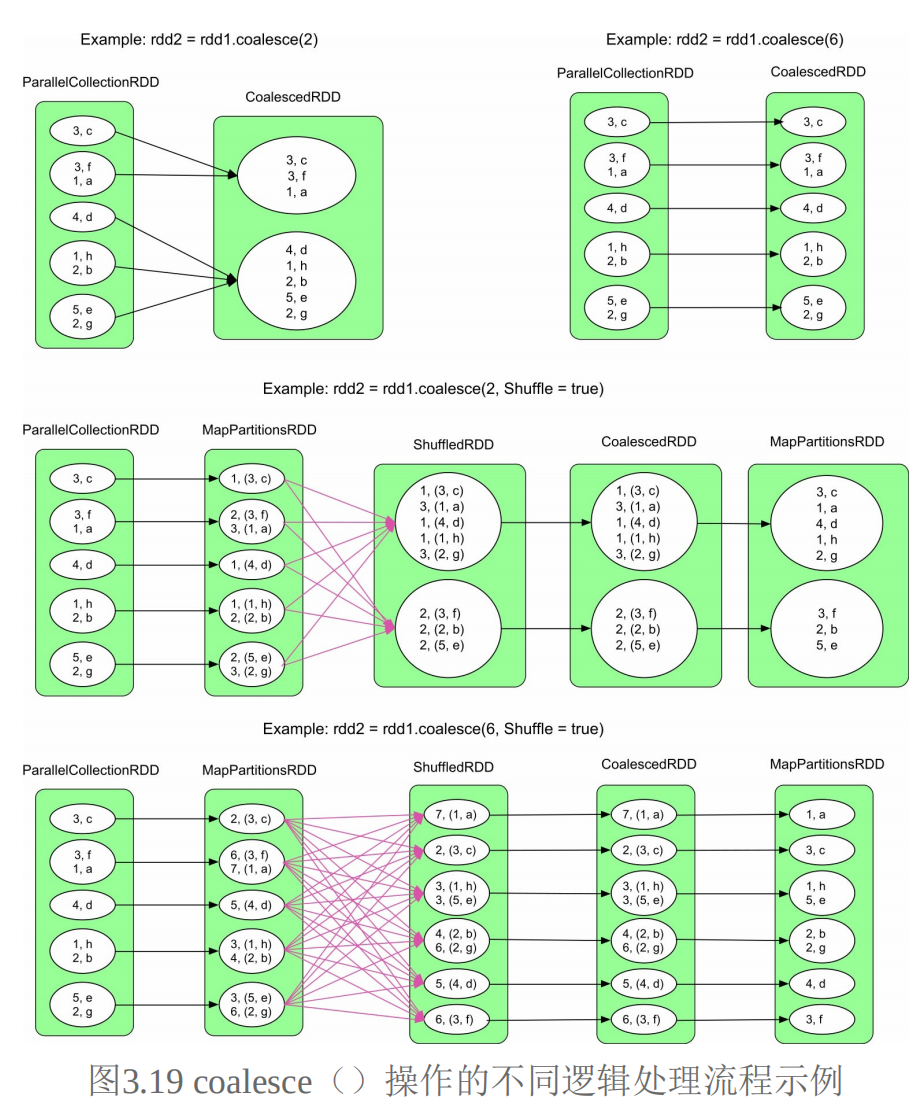 Example: rdd2 = rdd1.coalesce(2)
ParallelCollectionRDD
CoalescedRDD
3, c
3, f
1, a
4, d
1, h
2, b
5, e
2, g
3, c
3, f
1, a
4, d
1, h
2, b
5, e
2, g
Example: rdd2 = rdd1.coalesce(6)
ParallelCollectionRDD
CoalescedRDD
3, c
3, f
1, a
4, d
1, h
2, b
5, e
2, g
3, c
3, f
1, a
4, d
1, h
2, b
5, e
2, g
Example: rdd2 = rdd1.coalesce(2, Shuffle = true)
ParallelCollectionRDD
3, c
3, f
1, a
4, d
1, h
2, b
5, e
2, g
MapPartitionsRDD
1, (3, c)
2, (3, f)
3, (1, a)
1, (4, d)
1, (1, h)
2, (2, b)
2, (5, e)
3, (2, g)
ShuffledRDD
1, (3, c)
3, (1, a)
1, (4, d)
1, (1, h)
3, (2, g)
2, (3, f)
2, (2, b)
2, (5, e)
CoalescedRDD
1, (3, c)
3, (1, a)
1, (4, d)
1, (1, h)
3, (2, g)
2, (3, f)
2, (2, b)
2, (5, e)
MapPartitionsRDD
3, c
1, a
4, d
1, h
2, g
3, f
2, b
5, e
Example: rdd2 = rdd1.coalesce(6, Shuffle = true)
ParallelCollectionRDD
3, c
3, f
1, a
4, d
1, h
2, b
5, e
2, g
MapPartitionsRDD
2, (3, c)
6, (3, f)
7, (1, a)
5, (4, d)
3, (1, h)
4, (2, b)
3, (5, e)
6, (2, g)
ShuffledRDD
7, (1, a)
2, (3, c)
3, (1, h)
3, (5, e)
4, (2, b)
6, (2, g)
5, (4, d)
6, (3, f)
CoalescedRDD
7, (1, a)
2, (3, c)
3, (1, h)
3, (5, e)
4, (2, b)
6, (2, g)
5, (4, d)
6, (3, f)
MapPartitionsRDD
1, a
3, c
1, h
5, e
2, b
2, g
4, d
3, f
图3.19 coalesce（）操作的不同逻辑处理流程示例